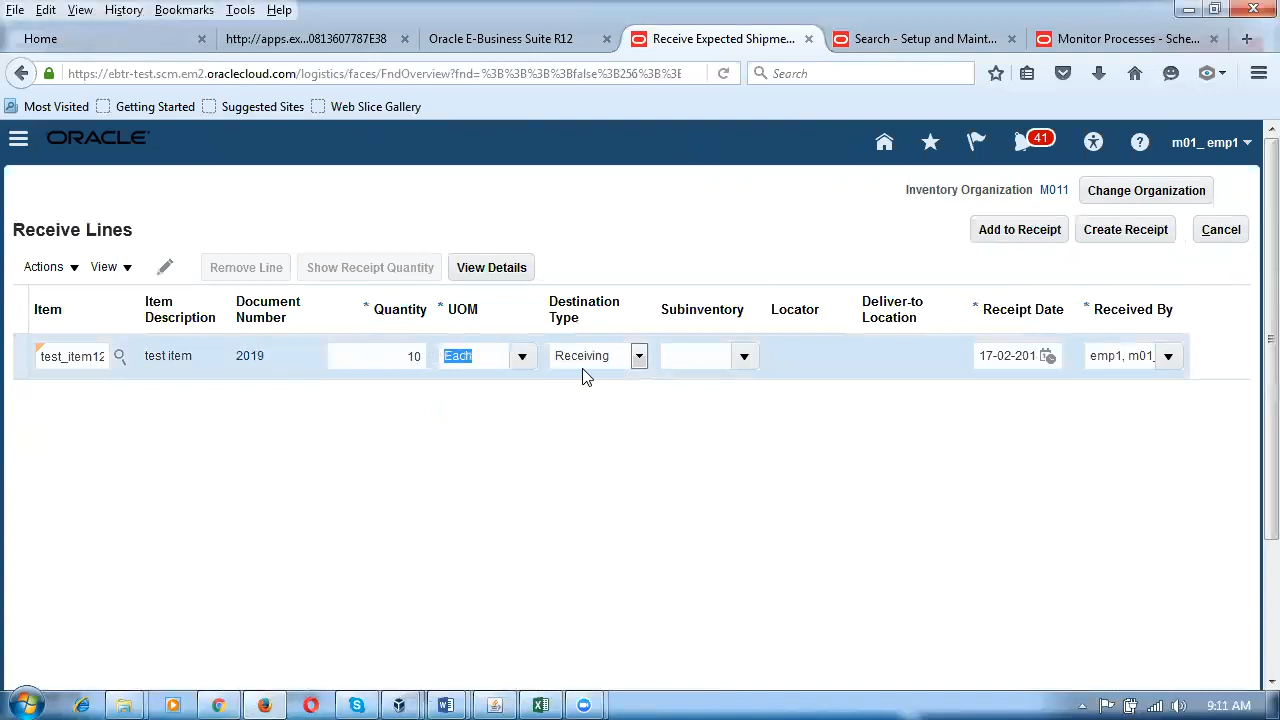 File Edit View History Bookmarks Tools Help
Home
http://apps.ex...0813607787E38
Oracle E-Business Suite R12
Receive Expected Shipme...
Search - Setup and Maint...
Monitor Processes - Sche...
https://ebtr-test.scm.em2.oraclecloud.com/logistics/faces/FndOverview?fnd=%3B%3B%3B%3Bfalse%3B256%3B%3E
Search
Most Visited Getting Started Suggested Sites Web Slice Gallery
ORACLE
41
m01_ emp1
Inventory Organization M011 Change Organization
Receive Lines
Add to Receipt Create Receipt Cancel
Actions View Remove Line Show Receipt Quantity View Details
Item
Item Description
Document Number
* Quantity
* UOM
Destination Type
Subinventory
Locator
Deliver-to Location
* Receipt Date
* Received By
test_item12 test item 2019 10 Each Receiving 17-02-201 emp1, m01_
9:11 AM